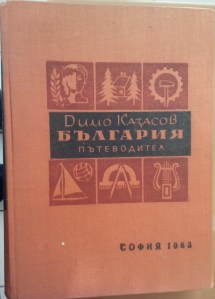 Димо Казасов
БЪЛГАРИЯ
ПЪТЕВОДИТЕЛ
СОФИЯ 1963